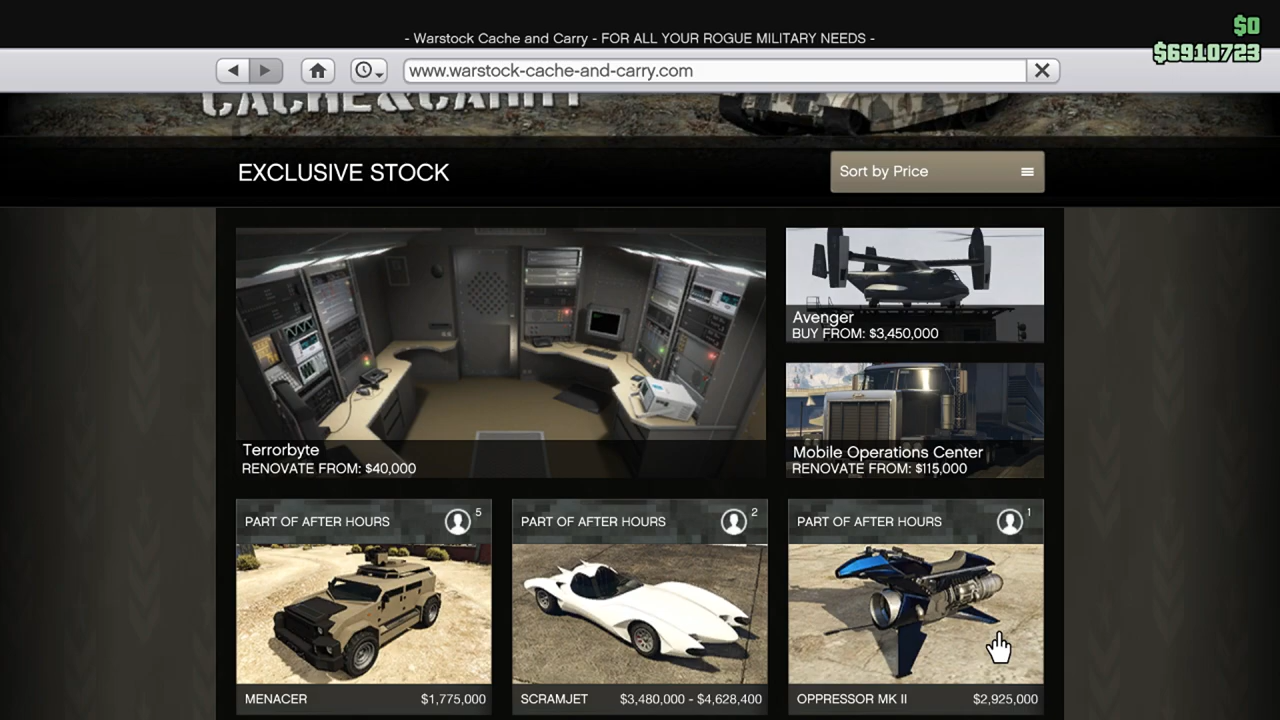 - Warstock Cache and Carry - FOR ALL YOUR ROGUE MILITARY NEEDS -
$0
$6910723
www.warstock-cache-and-carry.com
CACHE&CARRY
EXCLUSIVE STOCK
Sort by Price
Terrorbyte
RENOVATE FROM: $40,000
Avenger
BUY FROM: $3,450,000
Mobile Operations Center
RENOVATE FROM: $115,000
PART OF AFTER HOURS 5
MENACER $1,775,000
PART OF AFTER HOURS 2
SCRAMJET $3,480,000 - $4,628,400
PART OF AFTER HOURS 1
OPPRESSOR MK II $2,925,000